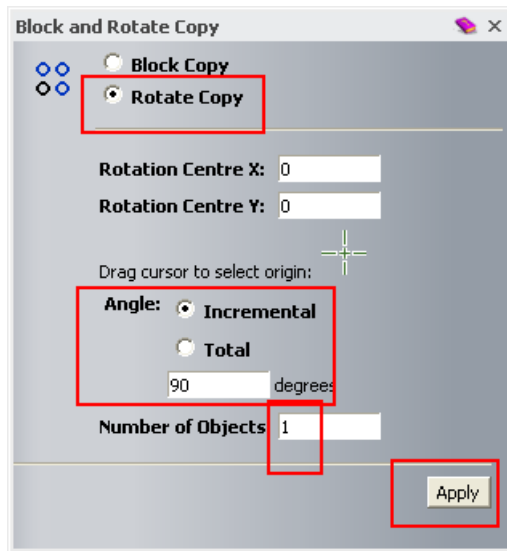 Block and Rotate Copy
Block Copy
Rotate Copy
Rotation Centre X: 0
Rotation Centre Y: 0
Drag cursor to select origin:
Angle: Incremental
Total
90 degrees
Number of Objects 1
Apply